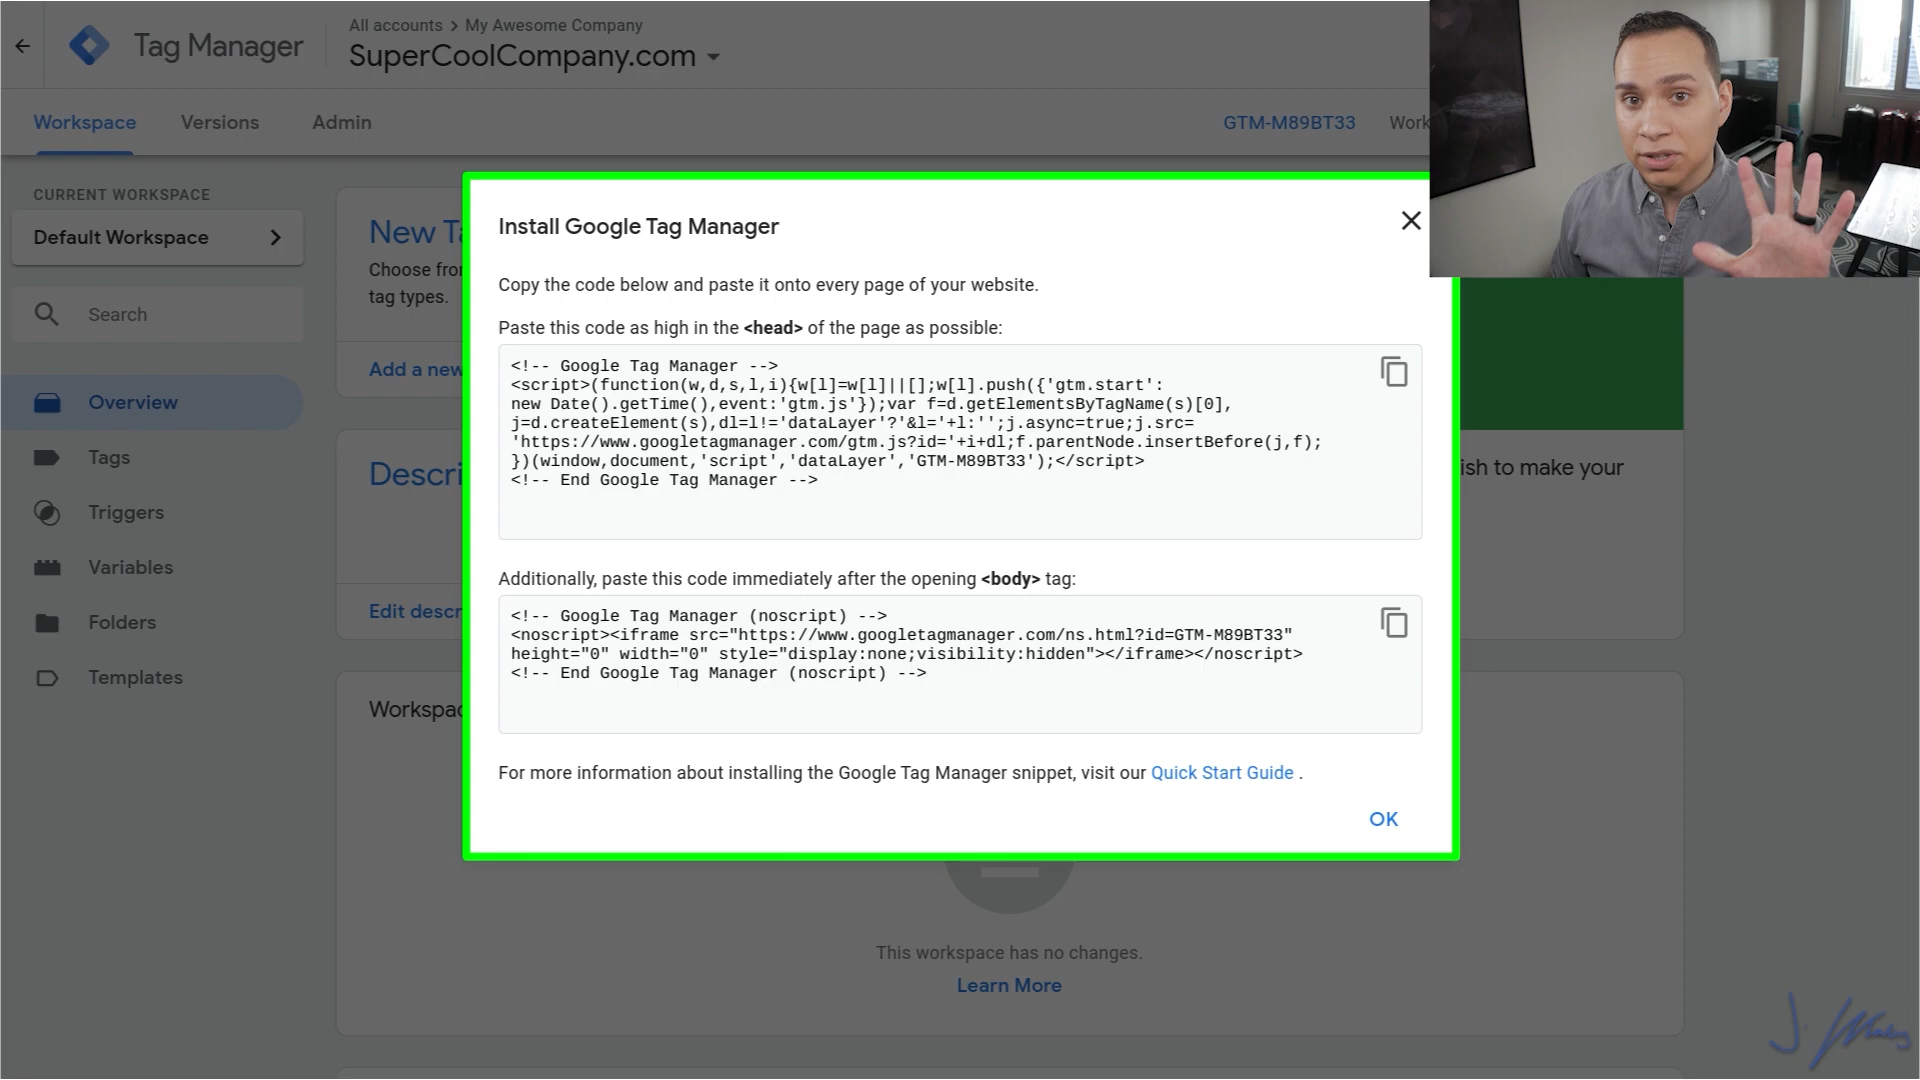 Tag Manager
All accounts > My Awesome Company
SuperCoolCompany.com
Workspace Versions Admin
GTM-M89BT33
CURRENT WORKSPACE
Default Workspace
Search
Overview
Tags
Triggers
Variables
Folders
Templates
New
Choose
tag types.
Add a new
Edit
Install Google Tag Manager
Copy the code below and paste it onto every page of your website.
Paste this code as high in the <head> of the page as possible:
<!-- Google Tag Manager -->
<script>(function(w,d,s,l,i){w[l]=w[l]||[];w[l].push({'gtm.start':
new Date().getTime(),event:'gtm.js'});var f=d.getElementsByTagName(s)[0],
j=d.createElement(s),dl=l!='dataLayer'?'&l='+l:'';j.async=true;j.src=
'https://www.googletagmanager.com/gtm.js?id='+i+dl;f.parentNode.insertBefore(j,f);
})(window,document,'script','dataLayer','GTM-M89BT33');</script>
<!-- End Google Tag Manager -->
Additionally, paste this code immediately after the opening <body> tag:
<!-- Google Tag Manager (noscript) -->
<noscript><iframe src="https://www.googletagmanager.com/ns.html?id=GTM-M89BT33"
height="0" width="0" style="display:none;visibility:hidden"></iframe></noscript>
<!-- End Google Tag Manager (noscript) -->
For more information about installing the Google Tag Manager snippet, visit our Quick Start Guide .
OK
to make your
This workspace has no changes.
Learn More